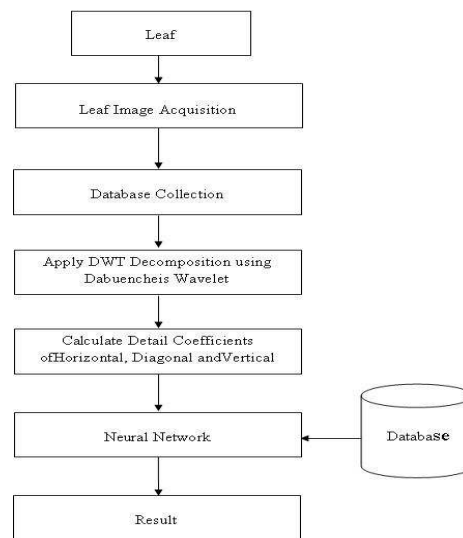 Leaf
Leaf Image Acquisition
Database Collection
Apply DWT Decomposition using
Dabuencheis Wavelet
Calculate Detail Coefficients
ofHorizontal, Diagonal andVertical
Neural Network
Database
Result